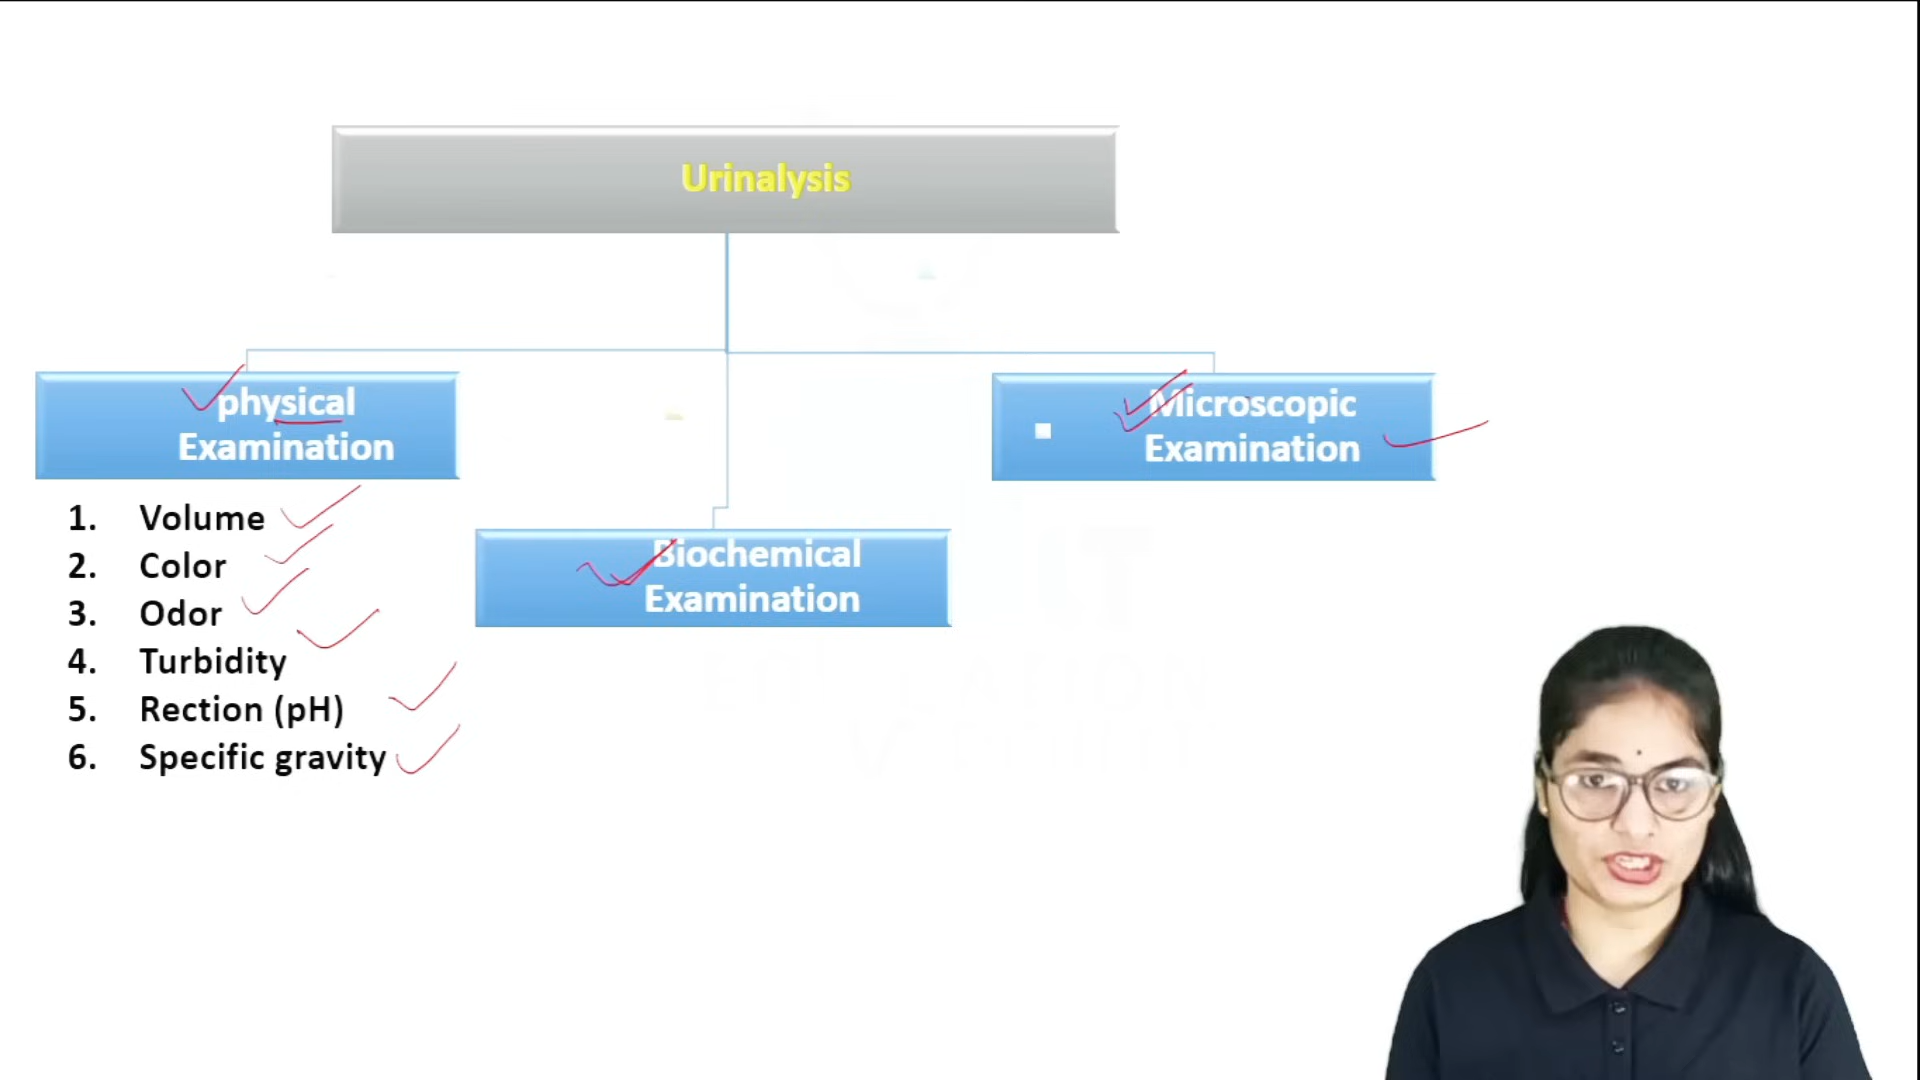 Urinalysis
physical
Examination
Microscopic
Examination
1. Volume
2. Color
3. Odor
4. Turbidity
5. Rection (pH)
6. Specific gravity
Biochemical
Examination